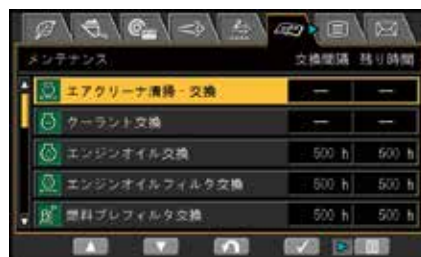 メンテナンス 交換間隔 残り時間
エアクリーナ清掃・交換 — —
クーラント交換 — —
エンジンオイル交換 500 h 500 h
エンジンオイルフィルタ交換 500 h 500 h
燃料プレフィルタ交換 500 h 500 h